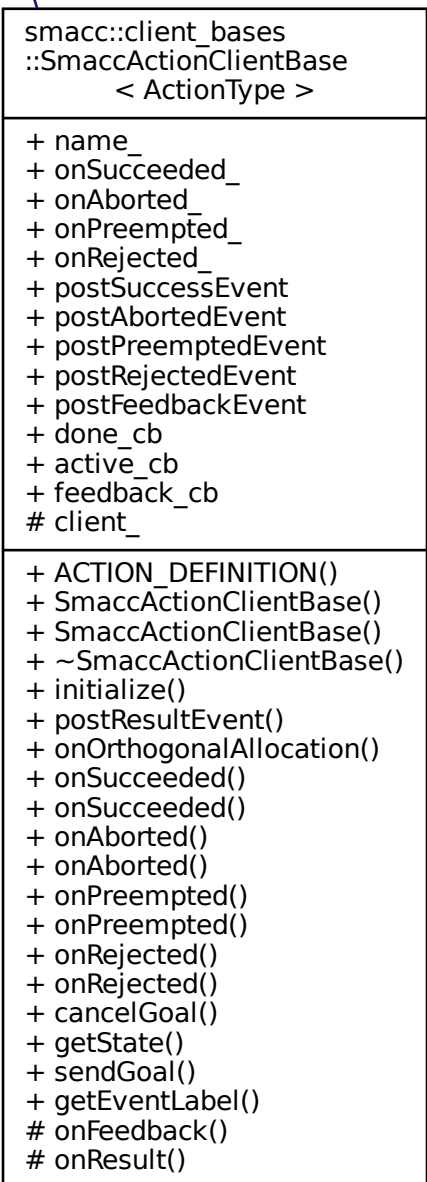 smacc::client_bases
::SmaccActionClientBase
< ActionType >
+ name_
+ onSucceeded_
+ onAborted_
+ onPreempted_
+ onRejected_
+ postSuccessEvent
+ postAbortedEvent
+ postPreemptedEvent
+ postRejectedEvent
+ postFeedbackEvent
+ done_cb
+ active_cb
+ feedback_cb
# client_
+ ACTION_DEFINITION()
+ SmaccActionClientBase()
+ SmaccActionClientBase()
+ ~SmaccActionClientBase()
+ initialize()
+ postResultEvent()
+ onOrthogonalAllocation()
+ onSucceeded()
+ onSucceeded()
+ onAborted()
+ onAborted()
+ onPreempted()
+ onPreempted()
+ onRejected()
+ onRejected()
+ cancelGoal()
+ getState()
+ sendGoal()
+ getEventLabel()
# onFeedback()
# onResult()